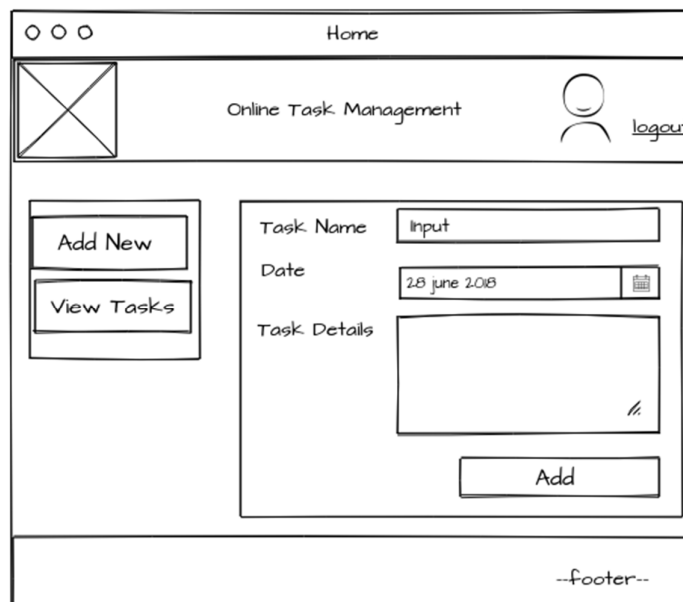 Home
Online Task Management
logout
Add New
View Tasks
Task Name
Input
Date
28 june 2018
Task Details
Add
--footer--